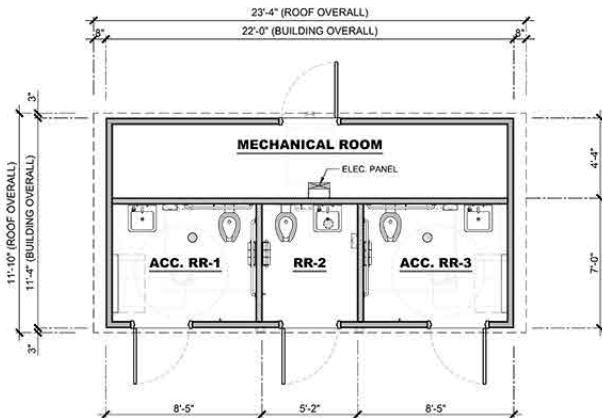 23'-4" (ROOF OVERALL)
8" 22'-0" (BUILDING OVERALL) 8"
3"
11'-10" (ROOF OVERALL)
11'-4" (BUILDING OVERALL)
3"
MECHANICAL ROOM
ELEC. PANEL
4'-4"
ACC. RR-1 RR-2 ACC. RR-3
7'-0"
8'-5" 5'-2" 8'-5"